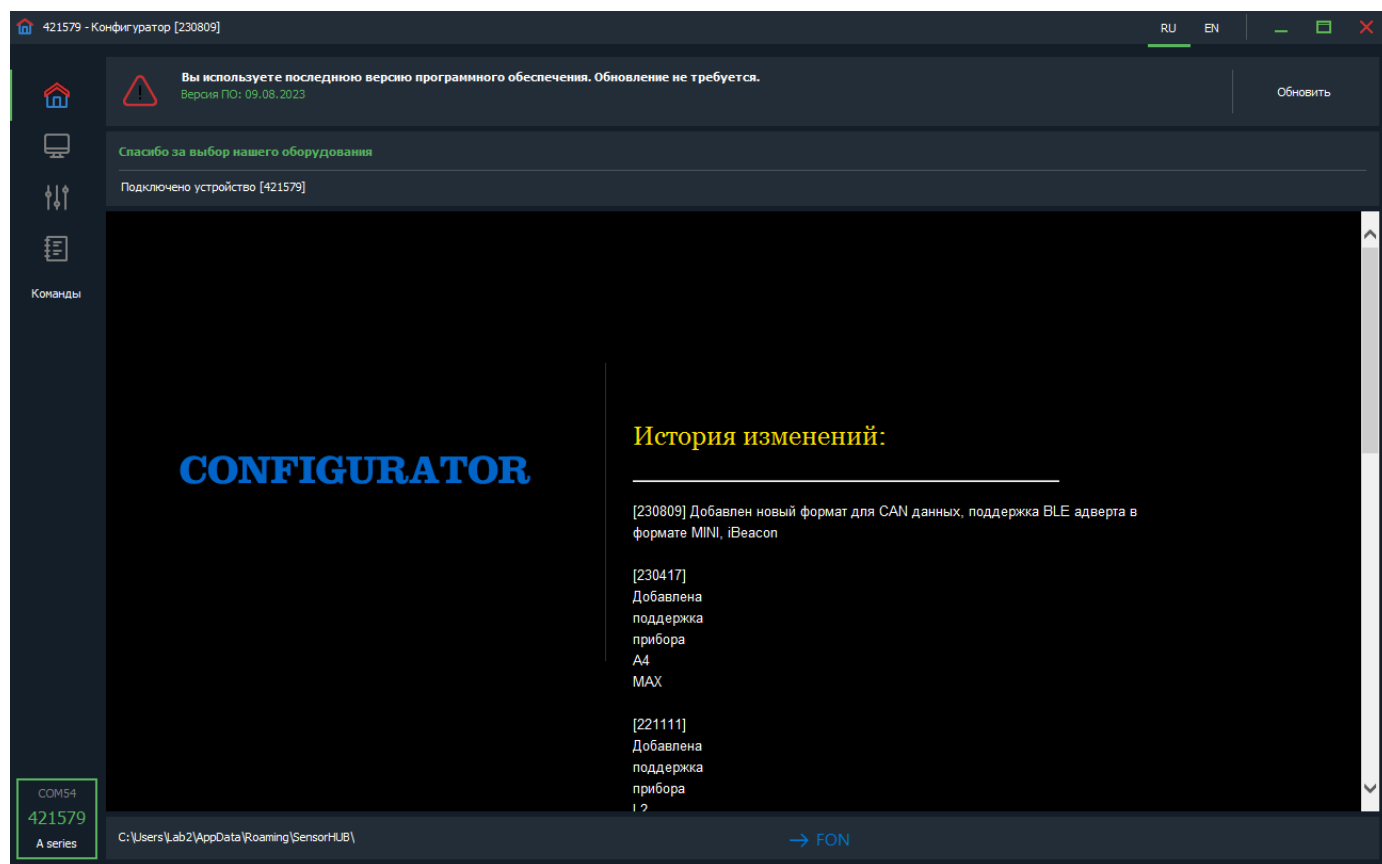 421579 - Конфигуратор [230809]
RU EN
Вы используете последнюю версию программного обеспечения. Обновление не требуется.
Версия ПО: 09.08.2023
Обновить
Спасибо за выбор нашего оборудования
Подключено устройство [421579]
Команды
CONFIGURATOR
История изменений:
[230809] Добавлен новый формат для CAN данных, поддержка BLE адверта в
формате MINI, iBeacon
[230417]
Добавлена
поддержка
прибора
A4
MAX
[221111]
Добавлена
поддержка
прибора
L2
COM54
421579
A series
C:\Users\Lab2\AppData\Roaming\SensorHUB\
→ FON